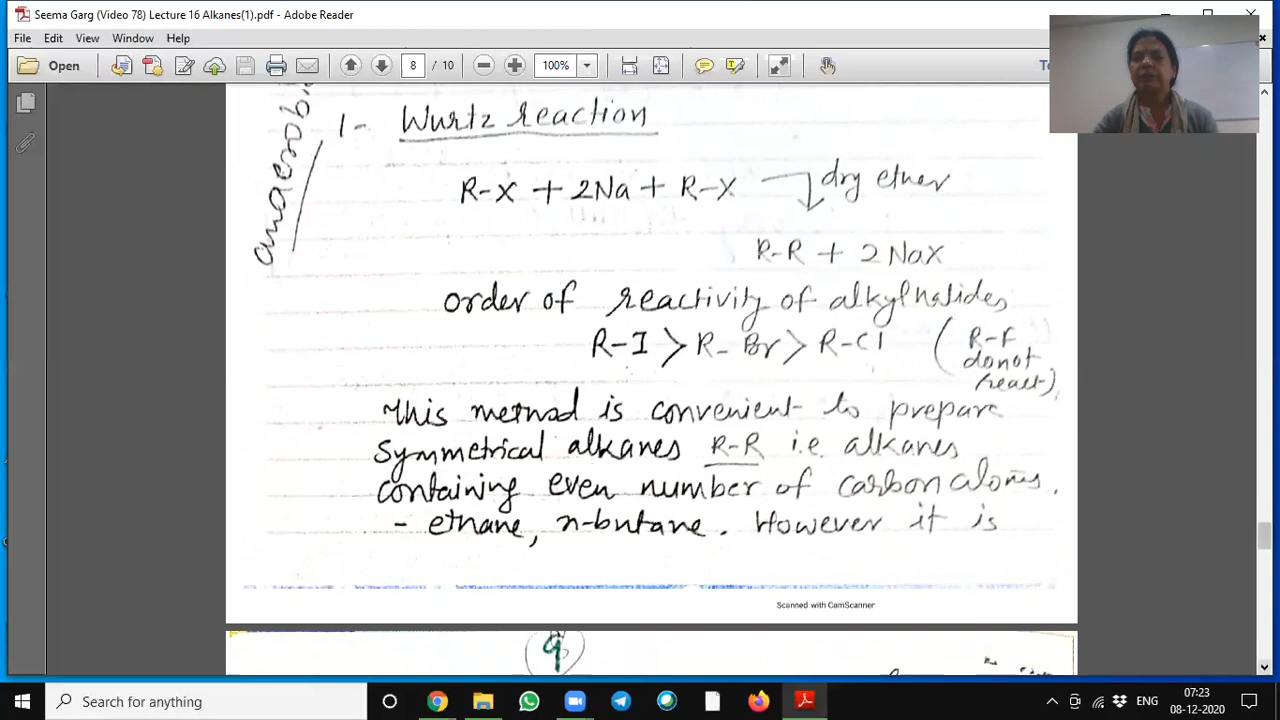 Seema Garg (Video 78) Lecture 16 Alkanes(1).pdf - Adobe Reader
File Edit View Window Help
Open 8 / 10 100%
1- Wurtz reaction
R-X + 2Na + R-X dry ether
R-R + 2NaX
order of reactivity of alkylhalides,
R-I > R-Br > R-Cl (R-F
donot
react)
This method is convenient to prepare
Symmetrical alkanes R-R i.e alkanes
containing even number of carbon atoms.
- ethane, n-butane. However it is
Scanned with CamScanner
9
Search for anything
ENG
07:23
08-12-2020